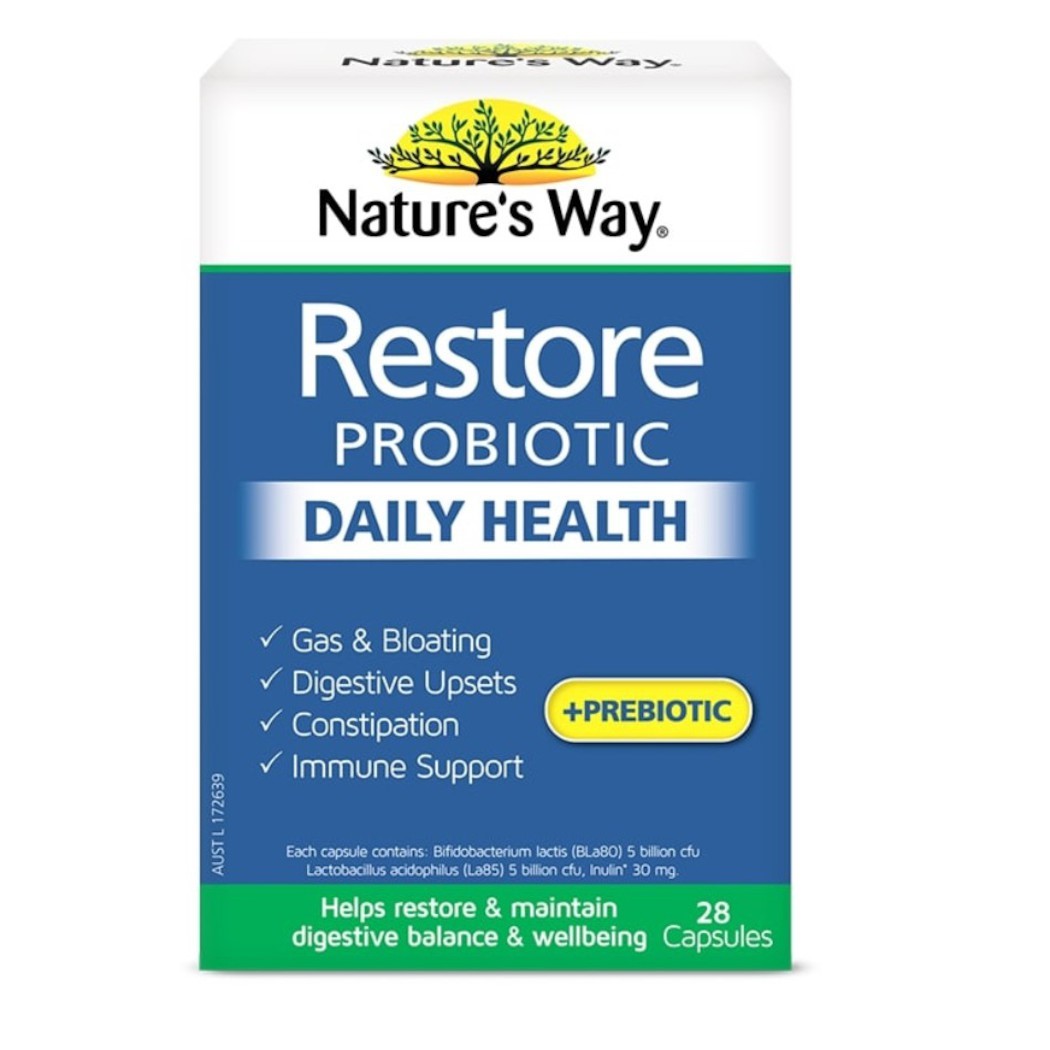 Nature's Way.
Nature's Way®
Restore
PROBIOTIC
DAILY HEALTH
✓ Gas & Bloating
✓ Digestive Upsets
✓ Constipation
✓ Immune Support
+PREBIOTIC
AUST L 172639
Each capsule contains: Bifidobacterium lactis (BLa80) 5 billion cfu
Lactobacillus acidophilus (La85) 5 billion cfu, Inulin* 30 mg.
Helps restore & maintain
digestive balance & wellbeing
28
Capsules